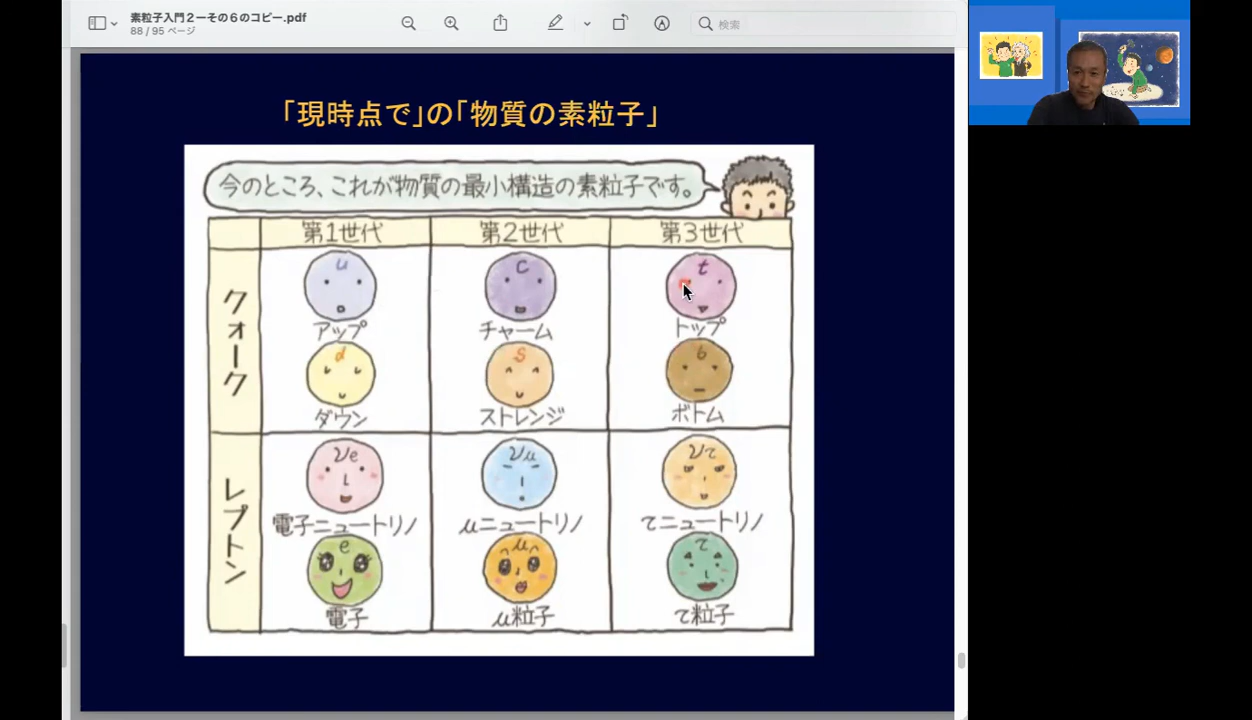 素粒子入門2ーその6のコピー.pdf
88 / 95 ページ
検索
「現時点で」の「物質の素粒子」
今のところ、これが物質の最小構造の素粒子です。
第1世代 第2世代 第3世代
クォーク
u c t
アップ チャーム トップ
d s b
ダウン ストレンジ ボトム
レプトン
νe νμ ντ
電子ニュートリノ μニュートリノ τニュートリノ
e μ τ
電子 μ粒子 τ粒子